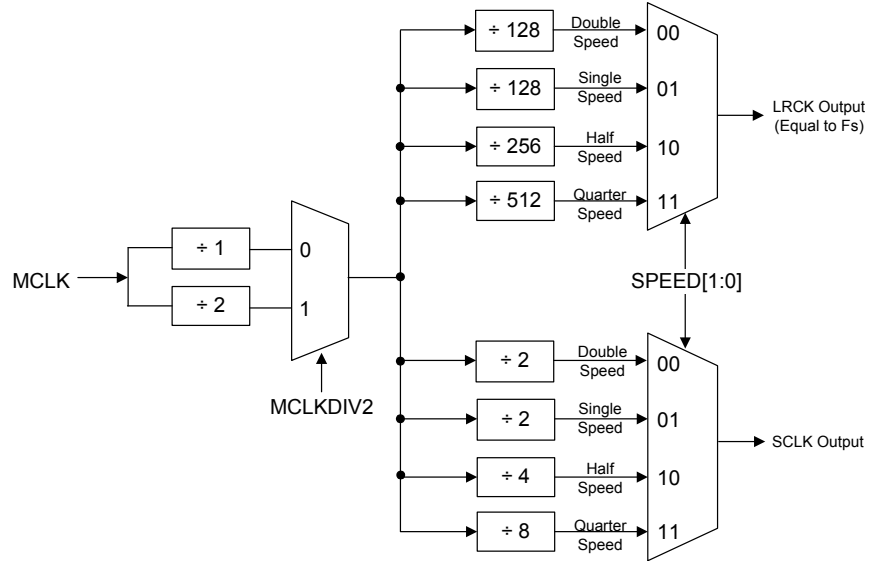 ÷ 128
Double
Speed
00
÷ 128
Single
Speed
01
÷ 256
Half
Speed
10
÷ 512
Quarter
Speed
11
LRCK Output
(Equal to Fs)
MCLK
÷ 1
0
÷ 2
1
MCLKDIV2
SPEED[1:0]
÷ 2
Double
Speed
00
÷ 2
Single
Speed
01
÷ 4
Half
Speed
10
÷ 8
Quarter
Speed
11
SCLK Output